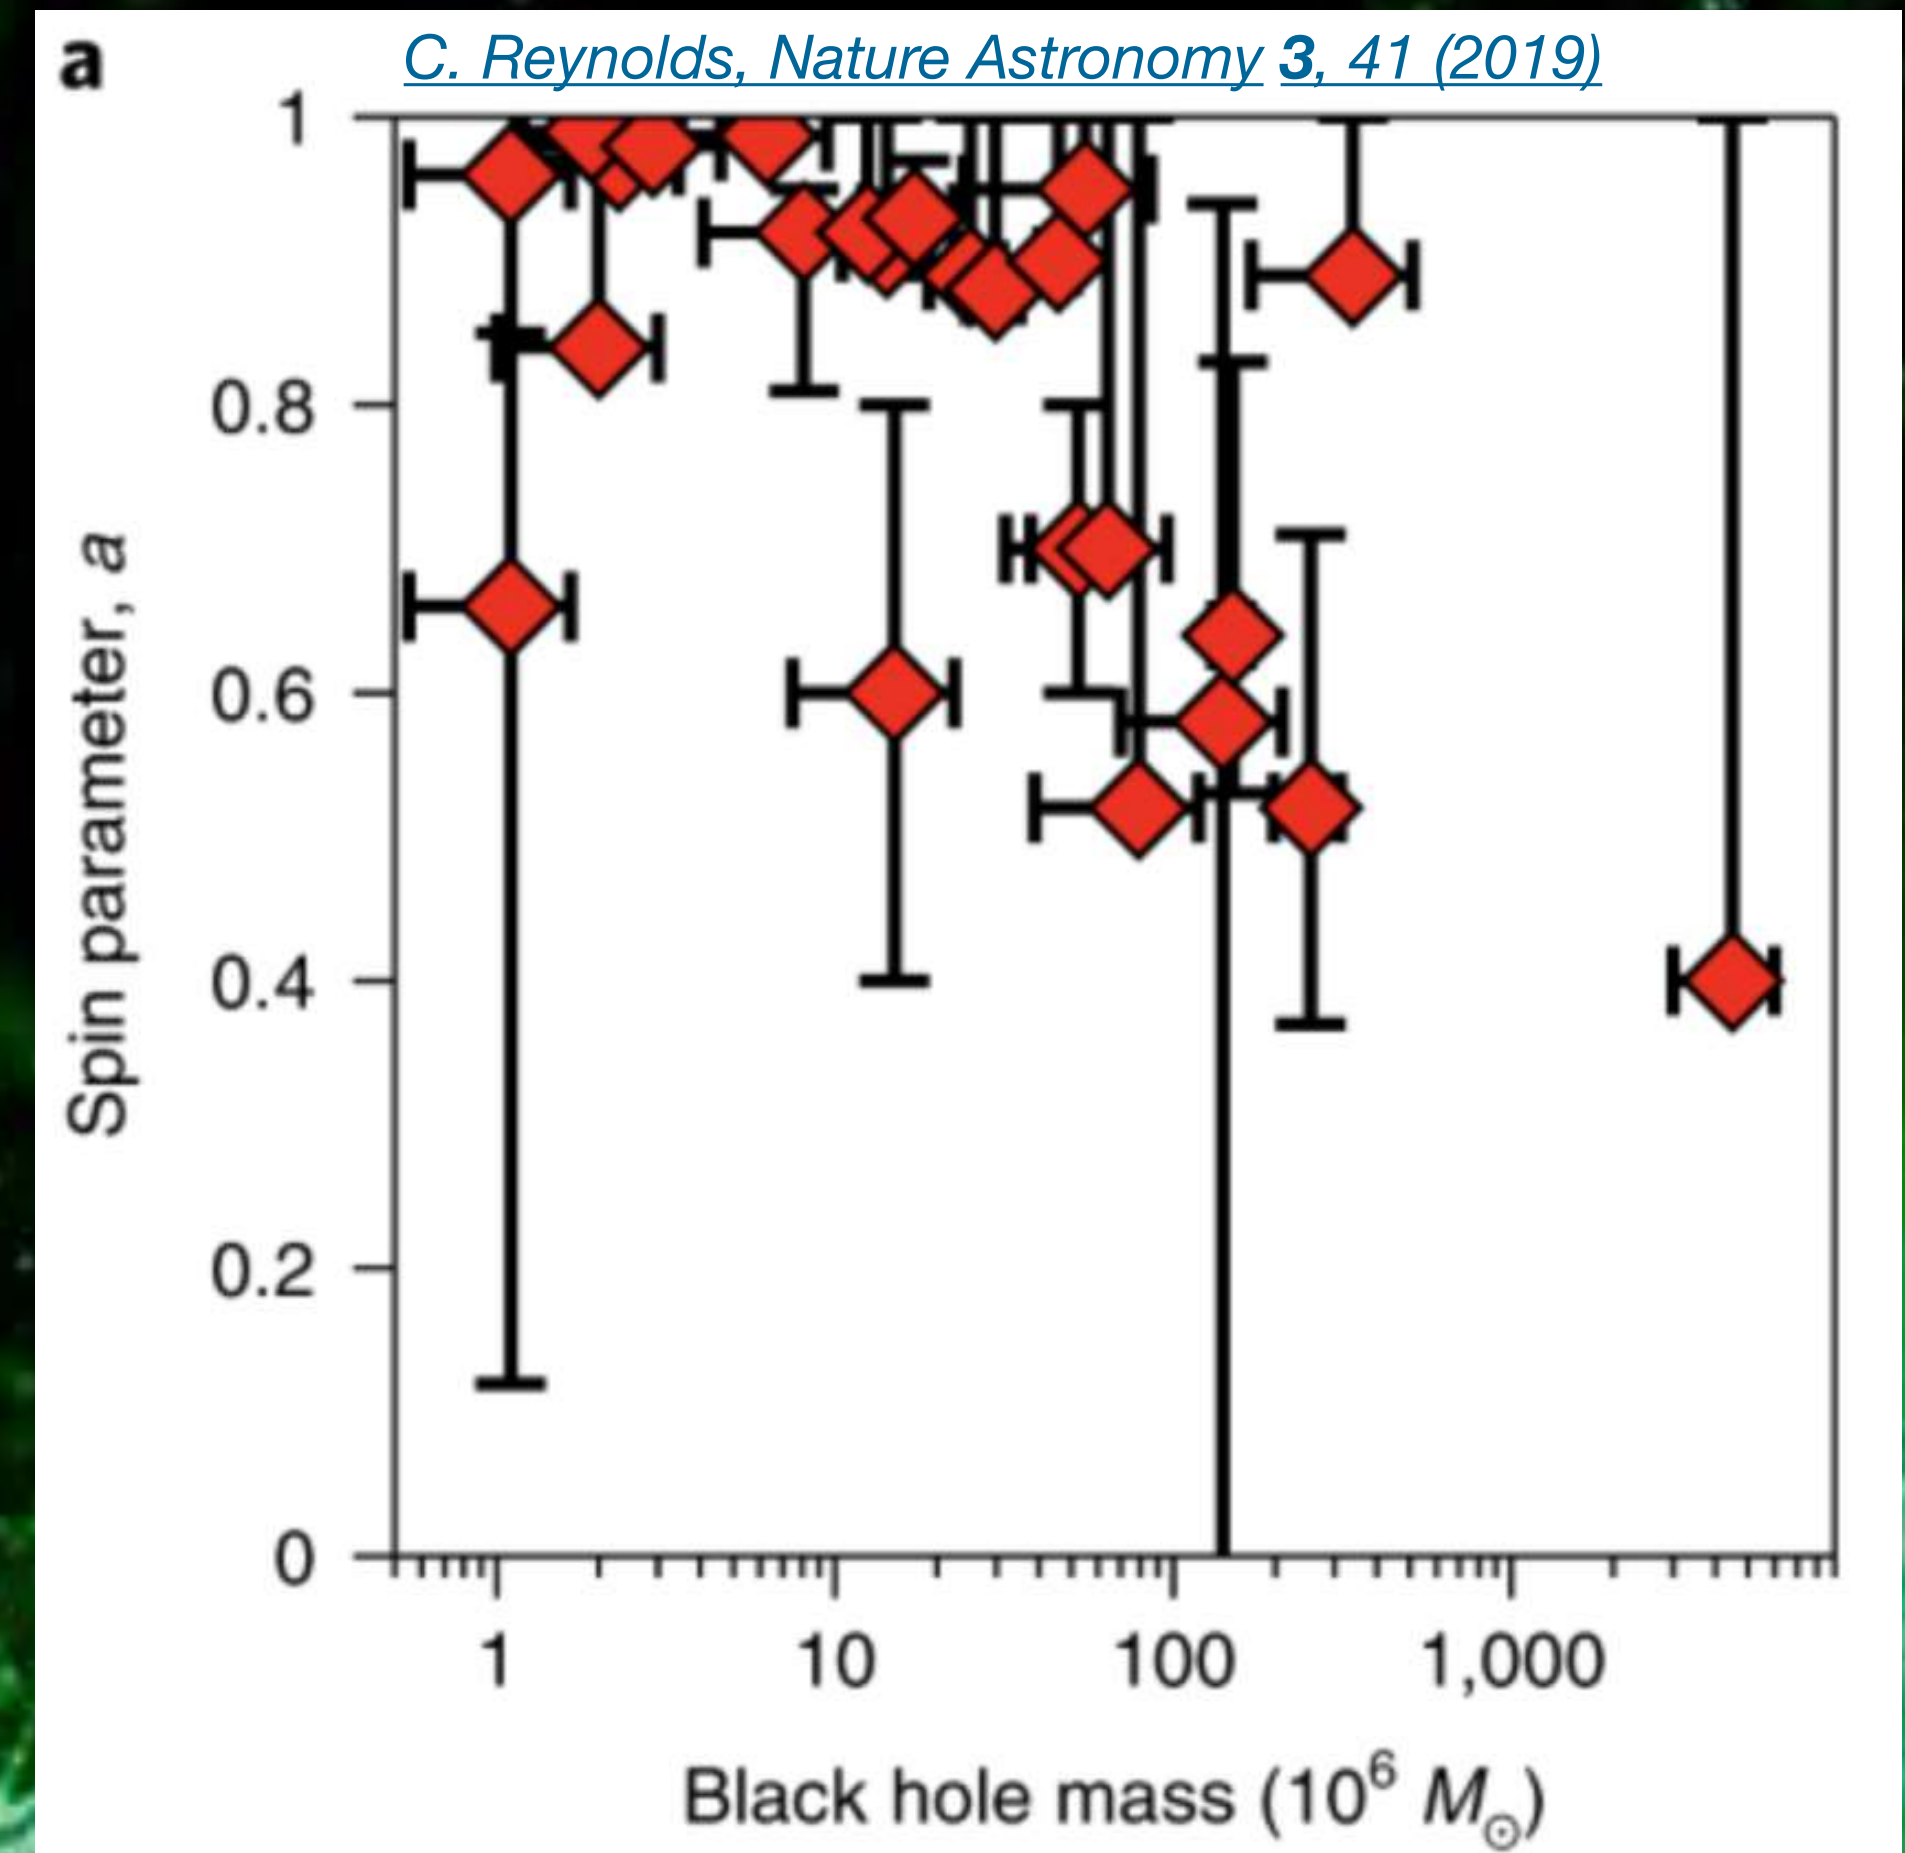 a
C. Reynolds, Nature Astronomy 3, 41 (2019)
1
0.8
0.6
0.4
0.2
0
Spin parameter, a
1 10 100 1,000
Black hole mass (10⁶ M☉)